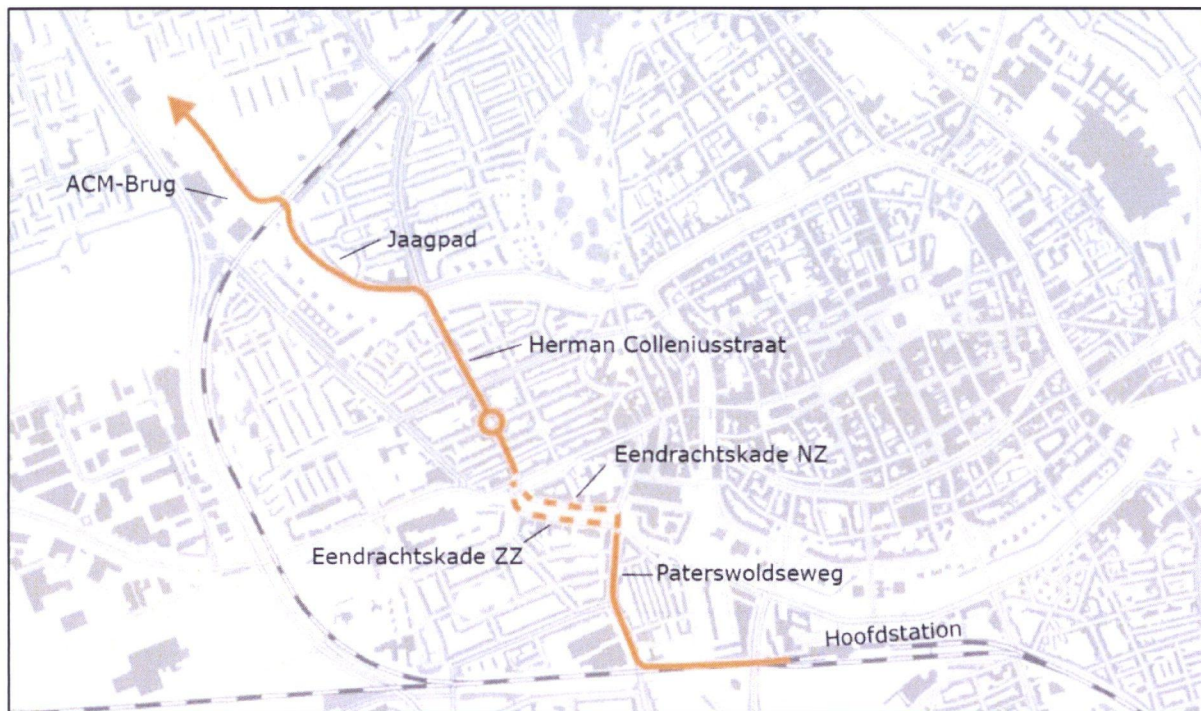 ACM-Brug
Jaagpad
Herman Colleniusstraat
Eendrachtskade NZ
Eendrachtskade ZZ
Paterswoldseweg
Hoofdstation